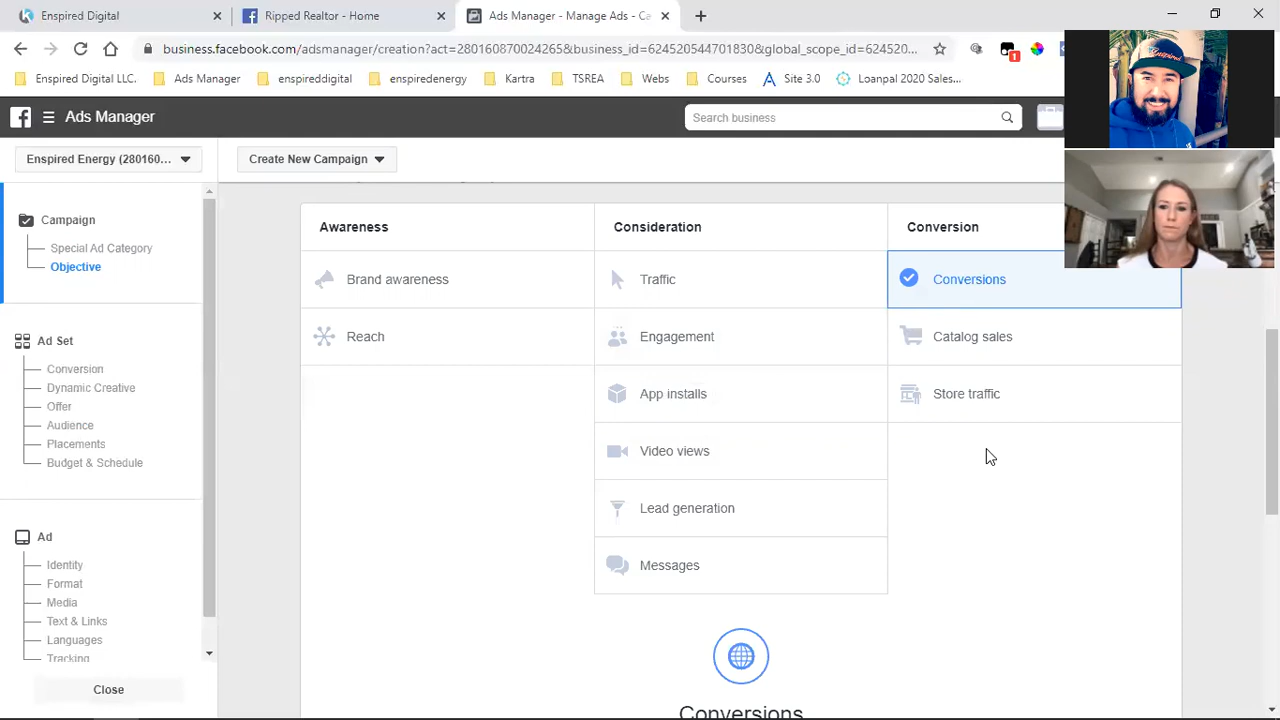 Enspired Digital
Ripped Realtor - Home
Ads Manager - Manage Ads - Ca
business.facebook.com/adsmanager/creation?act=280160870024265&business_id=624520544701830&global_scope_id=624520...
1
Enspired Digital LLC.
Ads Manager
enspireddigital
enspiredenergy
Kartra
TSREA
Webs
Courses
Site 3.0
Loanpal 2020 Sales...
Ads Manager
Search business
Enspired Energy (280160...
Create New Campaign
Campaign
Special Ad Category
Objective
Ad Set
Conversion
Dynamic Creative
Offer
Audience
Placements
Budget & Schedule
Ad
Identity
Format
Media
Text & Links
Languages
Tracking
Close
Awareness
Brand awareness
Reach
Consideration
Traffic
Engagement
App installs
Video views
Lead generation
Messages
Conversion
Conversions
Catalog sales
Store traffic
Conversions